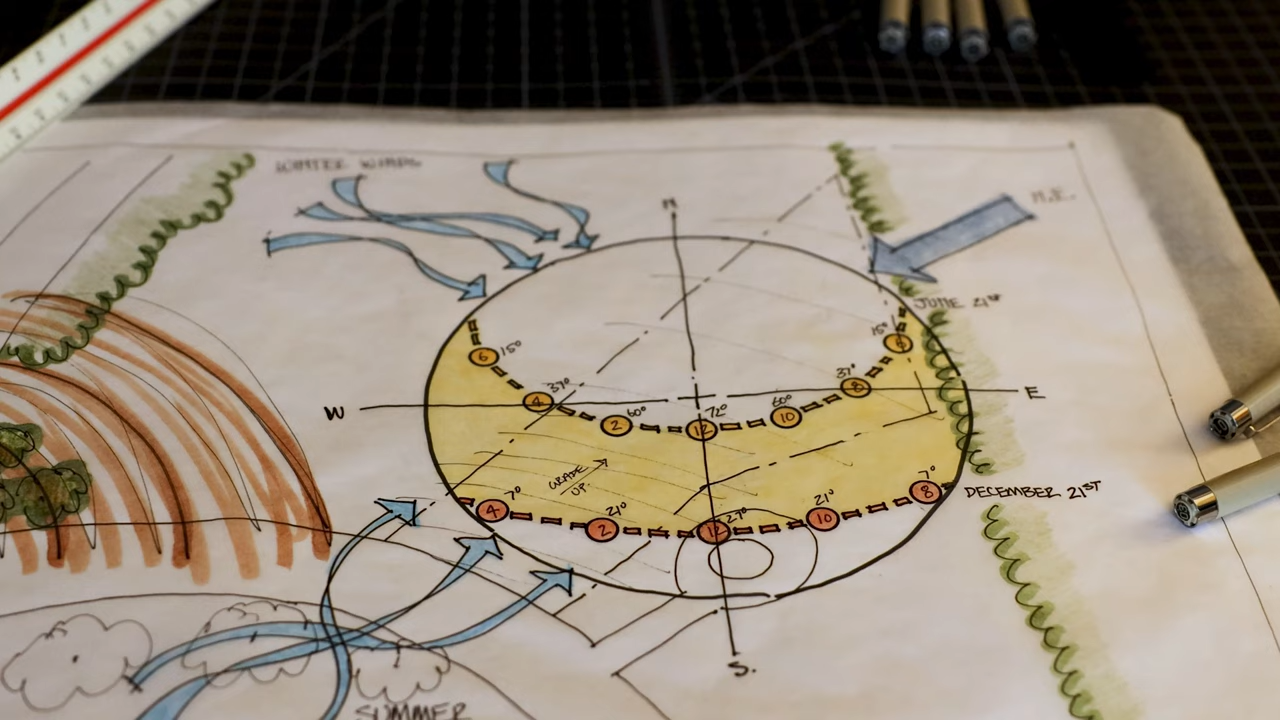 WINTER WINDS
N
N.E.
JUNE 21ST
6 15°
15°
4 37°
8 37°
2 60°
12 72°
10 60°
W
E
GRADE
UP
4 7°
2 21°
12 27°
10 21°
8 7°
DECEMBER 21ST
S.
SUMMER